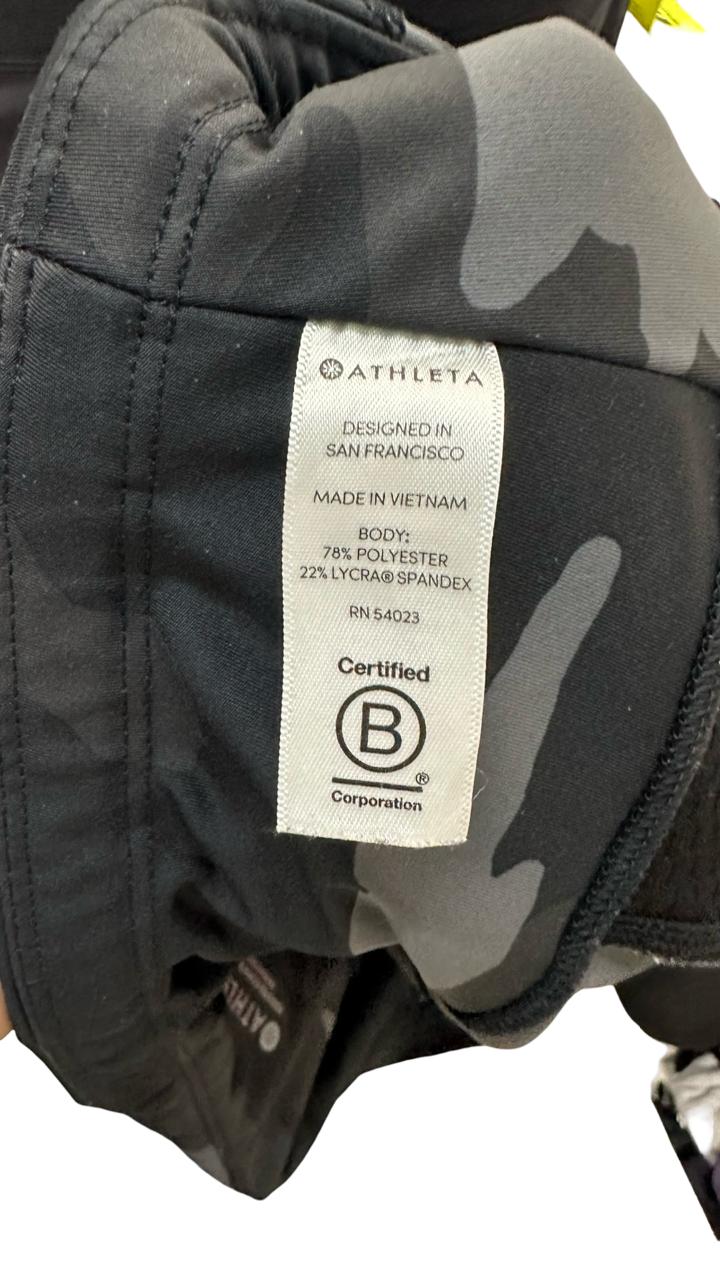 ATHLETA
DESIGNED IN
SAN FRANCISCO
MADE IN VIETNAM
BODY:
78% POLYESTER
22% LYCRA® SPANDEX
RN 54023
Certified
B
®
Corporation